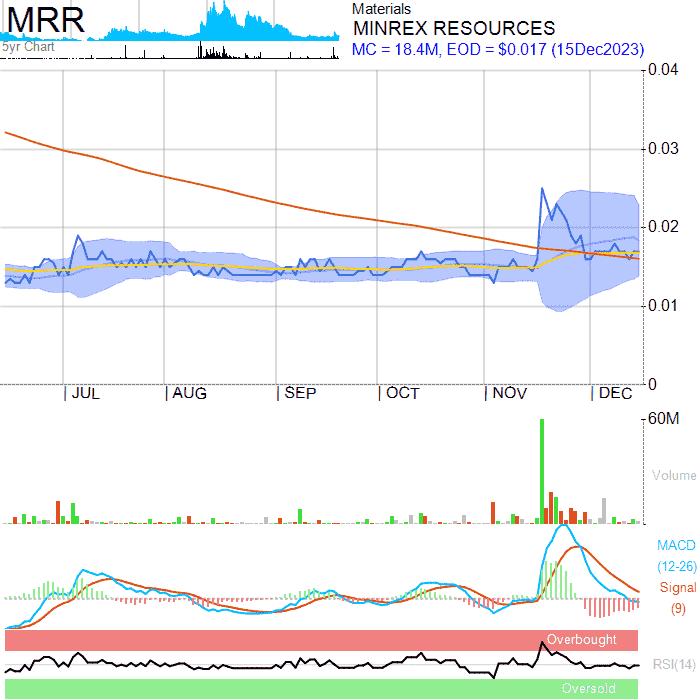 MRR
5yr Chart
Materials
MINREX RESOURCES
MC = 18.4M, EOD = $0.017 (15Dec2023)
0.04
0.03
0.02
0.01
0
JUL AUG SEP OCT NOV DEC
60M
Volume
MACD
(12-26)
Signal
(9)
Overbought
RSI(14)
Oversold